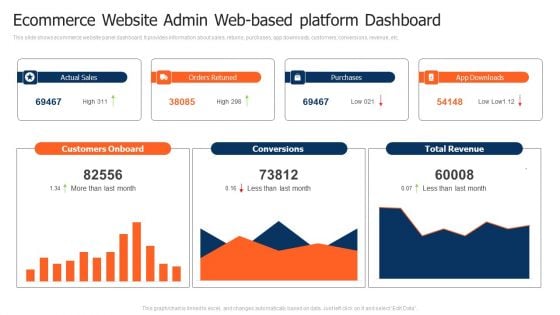 Ecommerce Website Admin Web-based platform Dashboard
This slide shows ecommerce website panel dashboard. It provides information about sales, returns, purchases, app downloads, customers, conversions, revenue, etc.
Actual Sales
69467 High 311
Orders Retuned
38085 High 298
Purchases
69467 Low 021
App Downloads
54148 Low Low1.12
Customers Onboard
82556
1.34 More than last month
Conversions
73812
0.16 Less than last month
Total Revenue
60008
0.07 Less than last month
This graph/chart is linked to excel, and changes automatically based on data. Just left click on it and select "Edit Data".